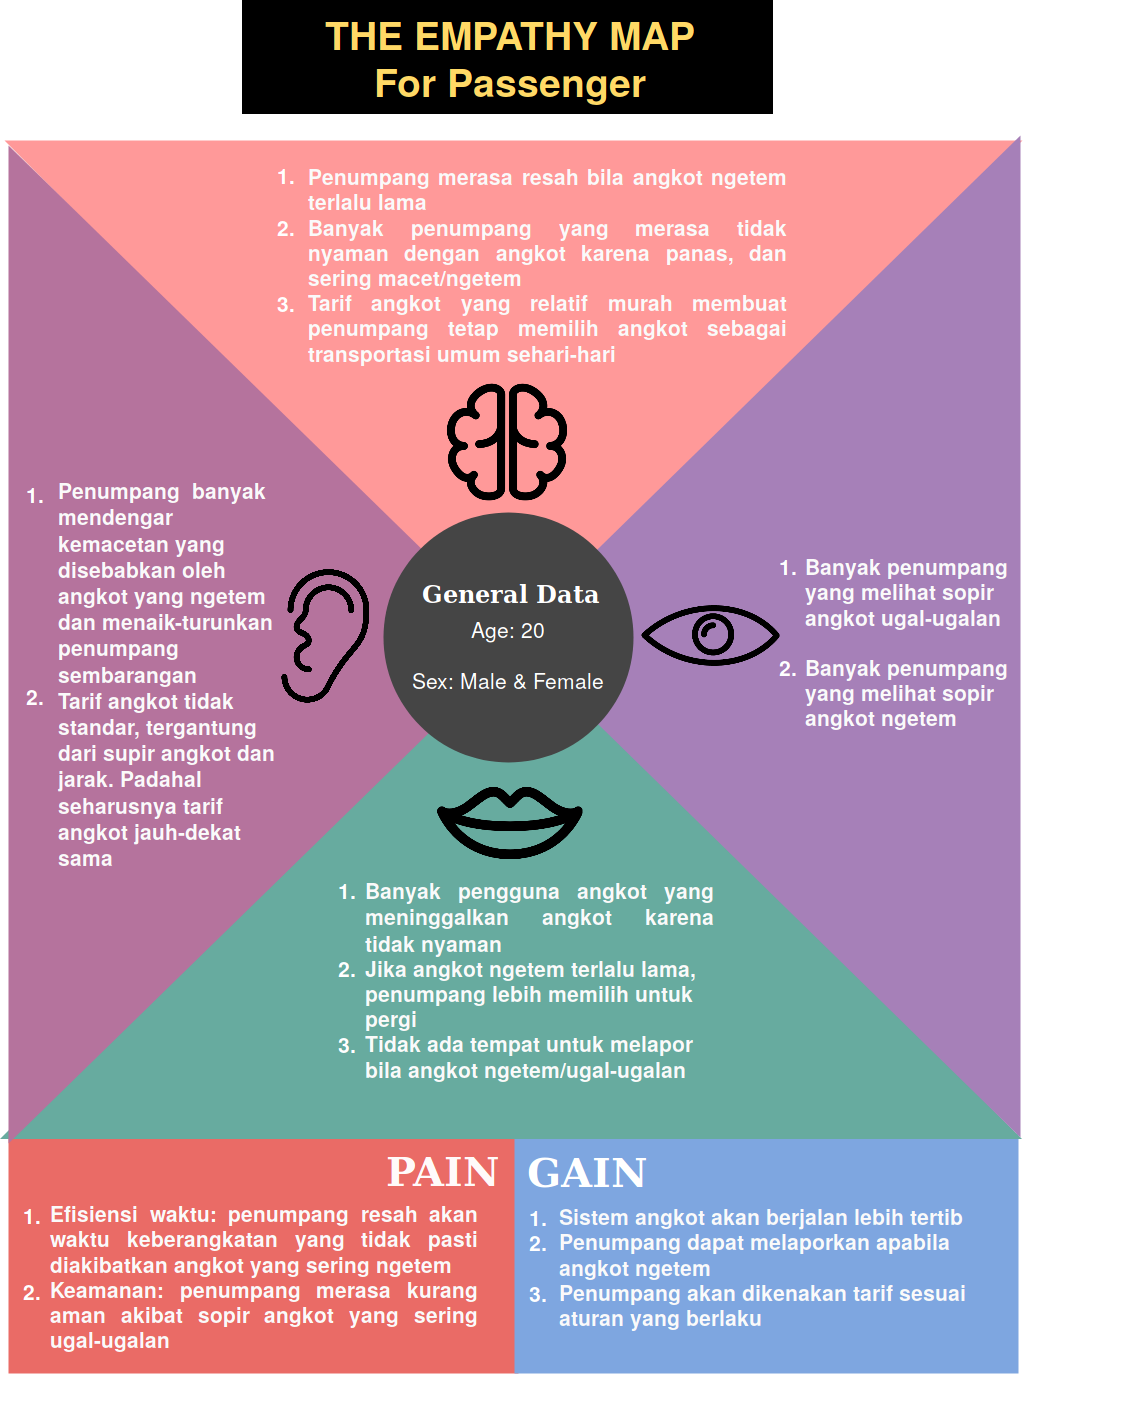 THE EMPATHY MAP
For Passenger
1. Penumpang merasa resah bila angkot ngetem
terlalu lama
2. Banyak penumpang yang merasa tidak
nyaman dengan angkot karena panas, dan
sering macet/ngetem
3. Tarif angkot yang relatif murah membuat
penumpang tetap memilih angkot sebagai
transportasi umum sehari-hari
1. Penumpang banyak
mendengar
kemacetan yang
disebabkan oleh
angkot yang ngetem
dan menaik-turunkan
penumpang
sembarangan
2. Tarif angkot tidak
standar, tergantung
dari supir angkot dan
jarak. Padahal
seharusnya tarif
angkot jauh-dekat
sama
General Data
Age: 20
Sex: Male & Female
1. Banyak penumpang
yang melihat sopir
angkot ugal-ugalan
2. Banyak penumpang
yang melihat sopir
angkot ngetem
1. Banyak pengguna angkot yang
meninggalkan angkot karena
tidak nyaman
2. Jika angkot ngetem terlalu lama,
penumpang lebih memilih untuk
pergi
3. Tidak ada tempat untuk melapor
bila angkot ngetem/ugal-ugalan
PAIN
1. Efisiensi waktu: penumpang resah akan
waktu keberangkatan yang tidak pasti
diakibatkan angkot yang sering ngetem
2. Keamanan: penumpang merasa kurang
aman akibat sopir angkot yang sering
ugal-ugalan
GAIN
1. Sistem angkot akan berjalan lebih tertib
2. Penumpang dapat melaporkan apabila
angkot ngetem
3. Penumpang akan dikenakan tarif sesuai
aturan yang berlaku